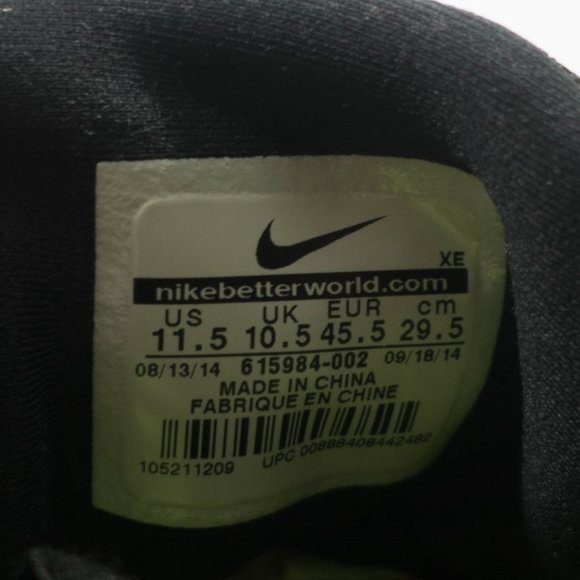 XE
nikebetterworld.com
US UK EUR cm
11.5 10.5 45.5 29.5
08/13/14 615984-002 09/18/14
MADE IN CHINA
FABRIQUE EN CHINE
105211209 UPC 00888408442482